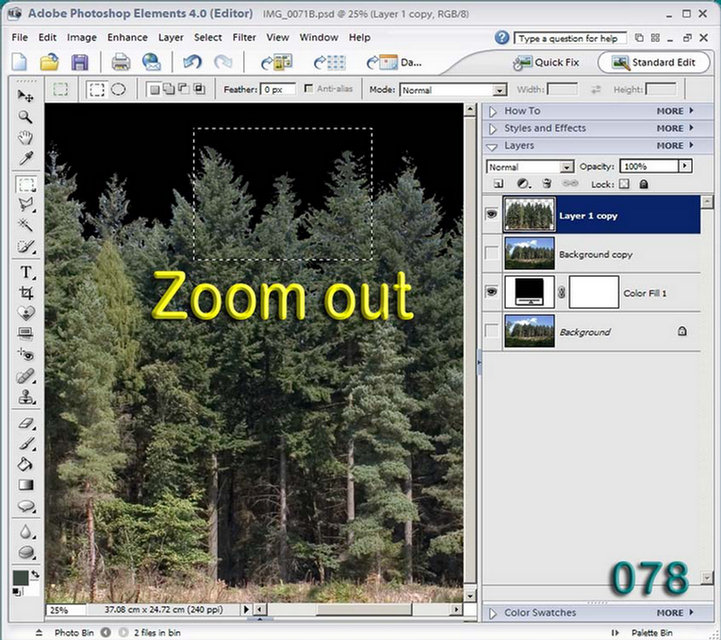 Adobe Photoshop Elements 4.0 (Editor) IMG_0071B.psd @ 25% (Layer 1 copy, RGB/8)
File Edit Image Enhance Layer Select Filter View Window Help Type a question for help
Da... Quick Fix Standard Edit
Feather: 0 px Anti-alias Mode: Normal Width: Height:
How To MORE
Styles and Effects MORE
Layers MORE
Normal Opacity: 100%
Lock:
Layer 1 copy
Background copy
Zoom out
Color Fill 1
Background
T
078
25% 37.08 cm x 24.72 cm (240 ppi)
Color Swatches MORE
Photo Bin 2 files in bin Palette Bin